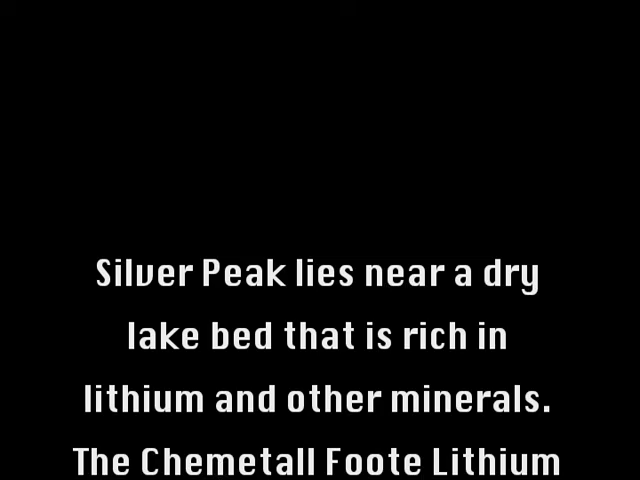 Silver Peak lies near a dry
lake bed that is rich in
lithium and other minerals.
The Chemetall Foote Lithium